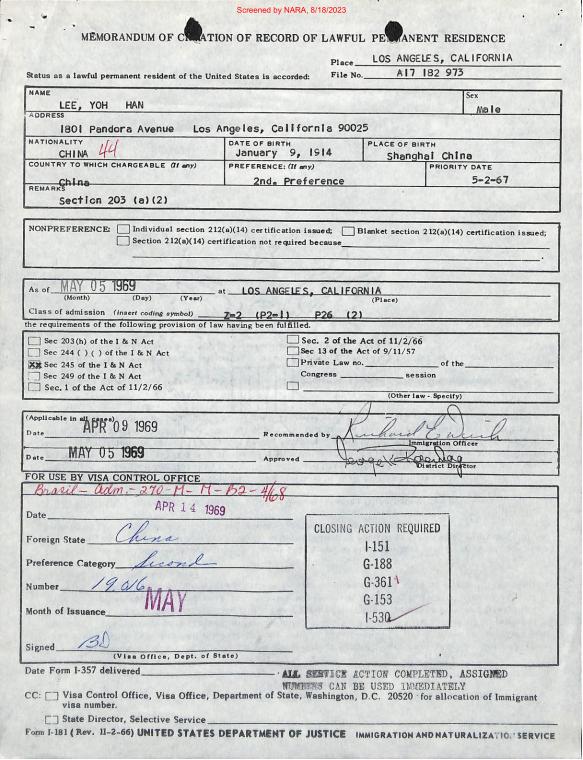 Screened by NARA, 8/18/2023
MEMORANDUM OF CREATION OF RECORD OF LAWFUL PERMANENT RESIDENCE
Place LOS ANGELES, CALIFORNIA
Status as a lawful permanent resident of the United States is accorded: File No. A17 182 973
NAME Sex
LEE, YOH HAN Male
ADDRESS
1801 Pandora Avenue Los Angeles, California 90025
NATIONALITY DATE OF BIRTH PLACE OF BIRTH
CHINA 44 January 9, 1914 Shanghai China
COUNTRY TO WHICH CHARGEABLE (If any) PREFERENCE: (If any) PRIORITY DATE
China 2nd. Preference 5-2-67
REMARKS
Section 203 (a)(2)
NONPREFERENCE: Individual section 212(a)(14) certification issued; Blanket section 212(a)(14) certification issued;
Section 212(a)(14) certification not required because
As of MAY 05 1969 at LOS ANGELES, CALIFORNIA
(Month) (Day) (Year) (Place)
Class of admission (insert coding symbol) Z=2 (P2=1) P26 (2)
the requirements of the following provision of law having been fulfilled.
Sec 203(h) of the I & N Act Sec. 2 of the Act of 11/2/66
Sec 244 ( ) ( ) of the I & N Act Sec 13 of the Act of 9/11/57
XX Sec 245 of the I & N Act Private Law no. of the
Sec 249 of the I & N Act Congress session
Sec. 1 of the Act of 11/2/66
(Other law - Specify)
(Applicable in all cases)
Date APR 09 1969 Recommended by
Immigration Officer
Date MAY 05 1969 Approved
District Director
FOR USE BY VISA CONTROL OFFICE
Brasil - Adm. - 270 - M - M - B2 - 4/68
Date APR 14 1969
CLOSING ACTION REQUIRED
I-151
G-188
G-361
G-153
I-530
Foreign State China
Preference Category Second
Number 19016
Month of Issuance MAY
Signed BD
(Visa Office, Dept. of State)
Date Form I-357 delivered ALL SERVICE ACTION COMPLETED, ASSIGNED
NUMBERS CAN BE USED IMMEDIATELY
CC: Visa Control Office, Visa Office, Department of State, Washington, D.C. 20520 for allocation of Immigrant
visa number.
State Director, Selective Service
Form I-181 (Rev. 11-2-66) UNITED STATES DEPARTMENT OF JUSTICE IMMIGRATION AND NATURALIZATION SERVICE